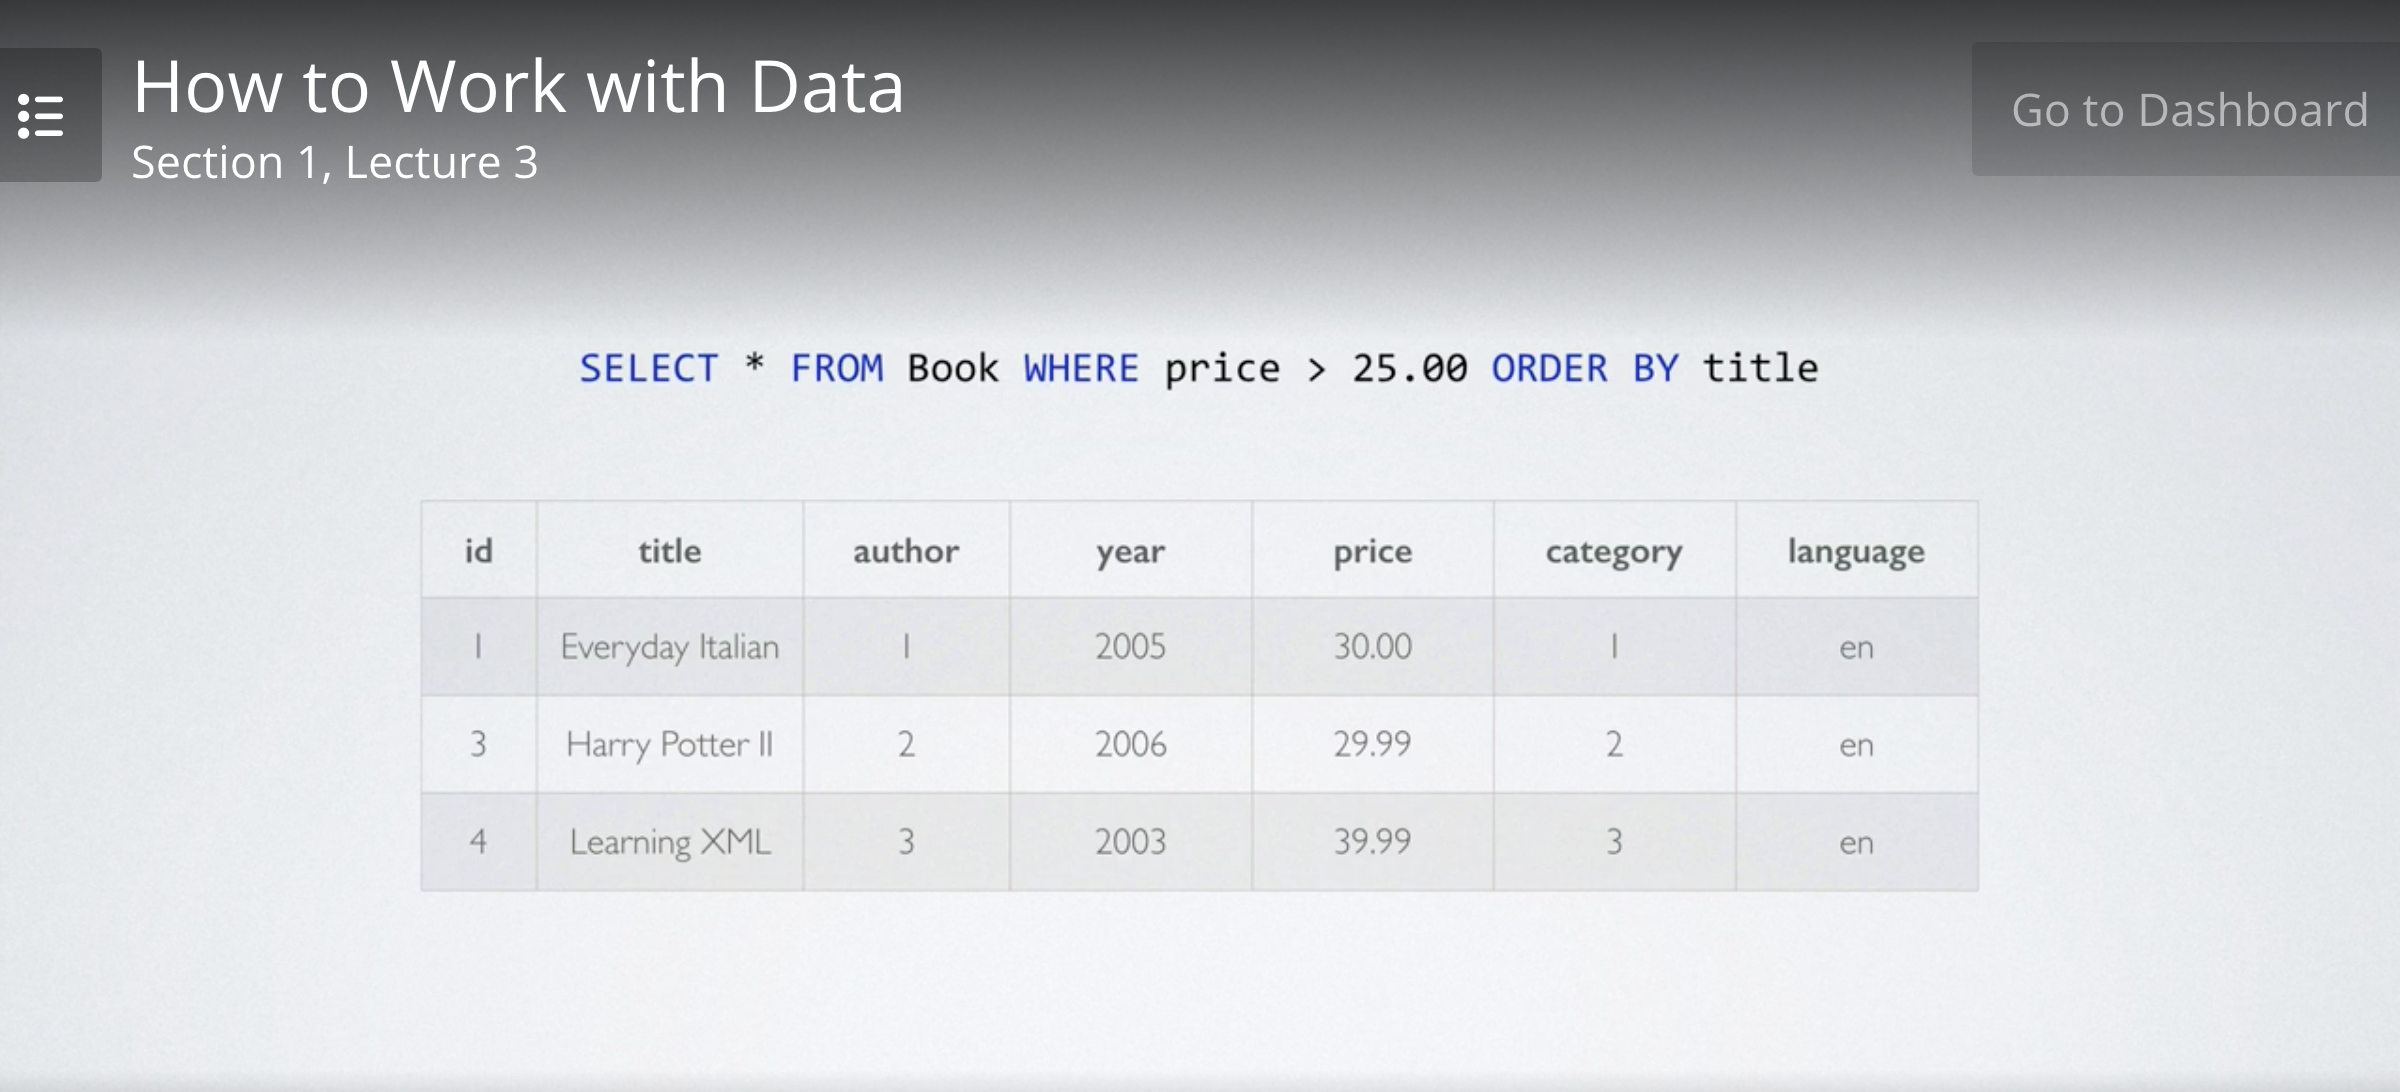 How to Work with Data
Section 1, Lecture 3
Go to Dashboard
SELECT * FROM Book WHERE price > 25.00 ORDER BY title
id title author year price category language
1 Everyday Italian 1 2005 30.00 1 en
3 Harry Potter II 2 2006 29.99 2 en
4 Learning XML 3 2003 39.99 3 en